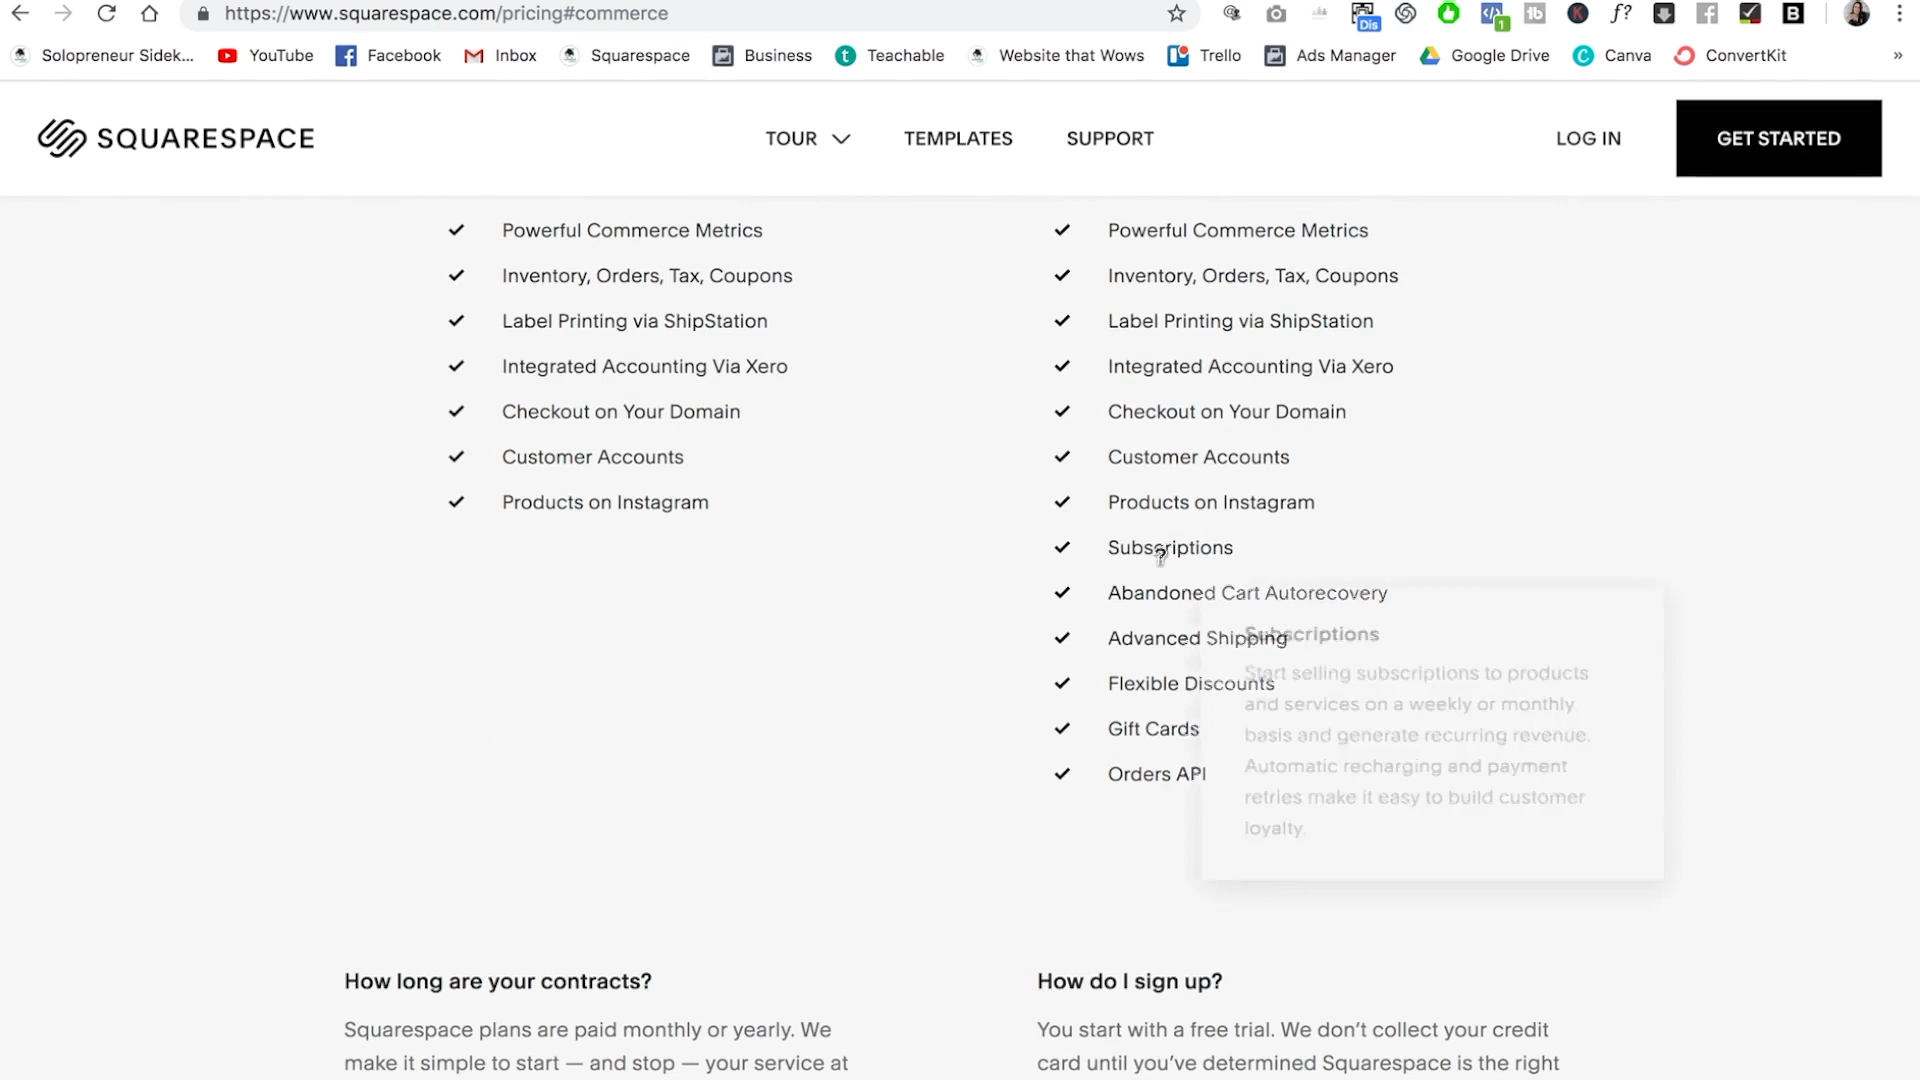 https://www.squarespace.com/pricing#commerce
Dis
1
Solopreneur Sidek...
YouTube
Facebook
Inbox
Squarespace
Business
Teachable
Website that Wows
Trello
Ads Manager
Google Drive
Canva
ConvertKit
»
SQUARESPACE
TOUR
TEMPLATES
SUPPORT
LOG IN
GET STARTED
Powerful Commerce Metrics
Inventory, Orders, Tax, Coupons
Label Printing via ShipStation
Integrated Accounting Via Xero
Checkout on Your Domain
Customer Accounts
Products on Instagram
Powerful Commerce Metrics
Inventory, Orders, Tax, Coupons
Label Printing via ShipStation
Integrated Accounting Via Xero
Checkout on Your Domain
Customer Accounts
Products on Instagram
Subscriptions
Abandoned Cart Autorecovery
Advanced Shipping
Flexible Discounts
Gift Cards
Orders API
Subscriptions
Start selling subscriptions to products
and services on a weekly or monthly
basis and generate recurring revenue.
Automatic recharging and payment
retries make it easy to build customer
loyalty.
How long are your contracts?
Squarespace plans are paid monthly or yearly. We
make it simple to start — and stop — your service at
How do I sign up?
You start with a free trial. We don’t collect your credit
card until you’ve determined Squarespace is the right